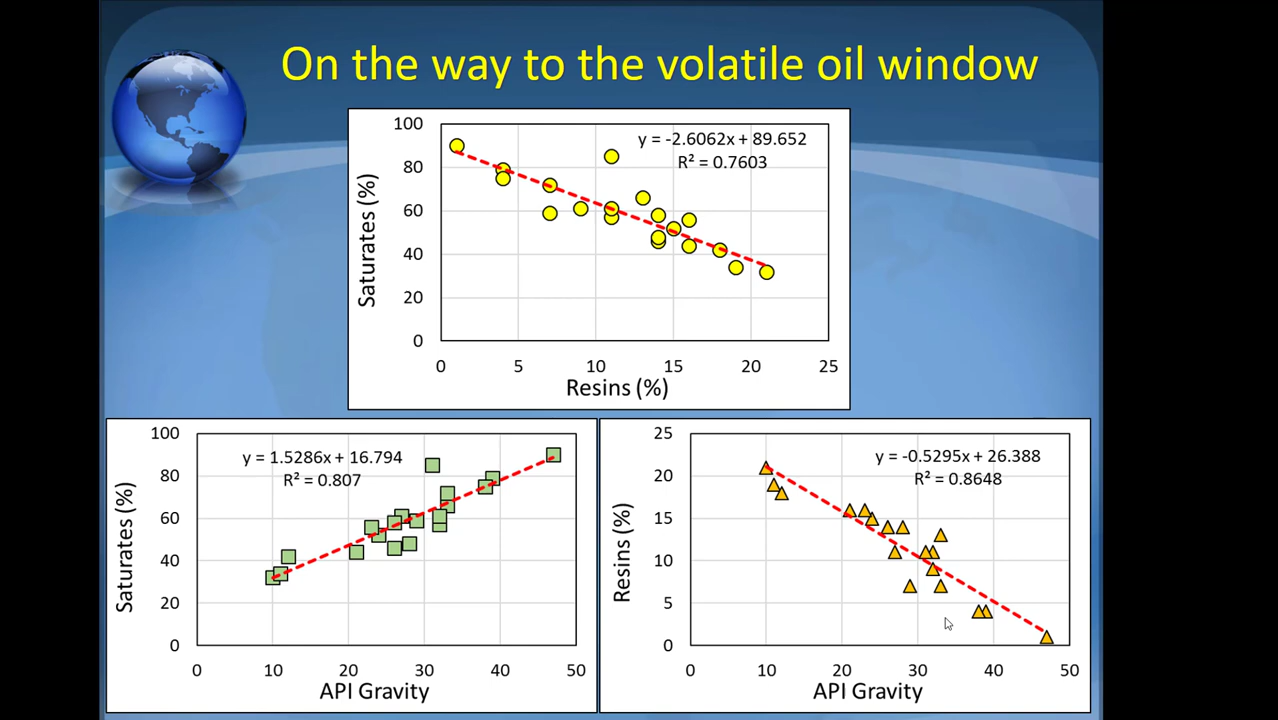 On the way to the volatile oil window
y = -2.6062x + 89.652
R² = 0.7603
100
80
60
40
20
0
Saturates (%)
0 5 10 15 20 25
Resins (%)
y = 1.5286x + 16.794
R² = 0.807
100
80
60
40
20
0
Saturates (%)
0 10 20 30 40 50
API Gravity
y = -0.5295x + 26.388
R² = 0.8648
25
20
15
10
5
0
Resins (%)
0 10 20 30 40 50
API Gravity